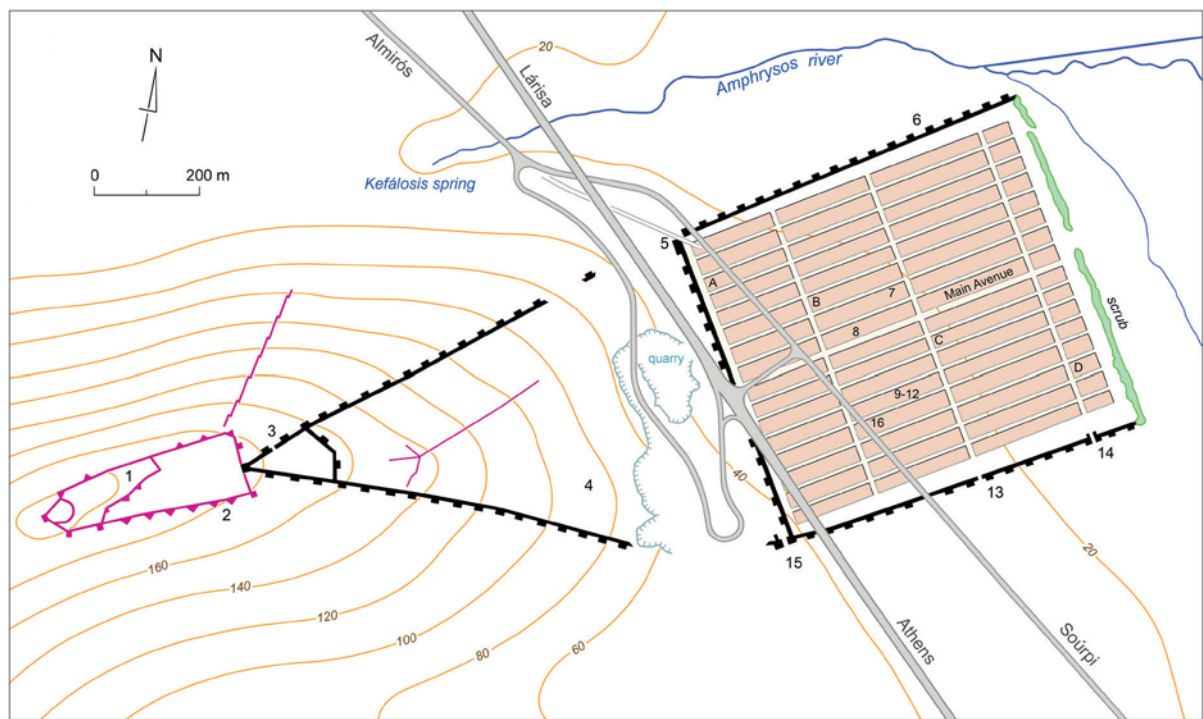 N
0 200 m
Almirós
Lárisa
20
Amphrysos river
Kefálosis spring
6
5
A
B
7
Main Avenue
8
C
scrub
quarry
D
9-12
16
3
1
2
4
40
14
13
15
20
160
140
120
100
80
60
Athens
Soúrpi